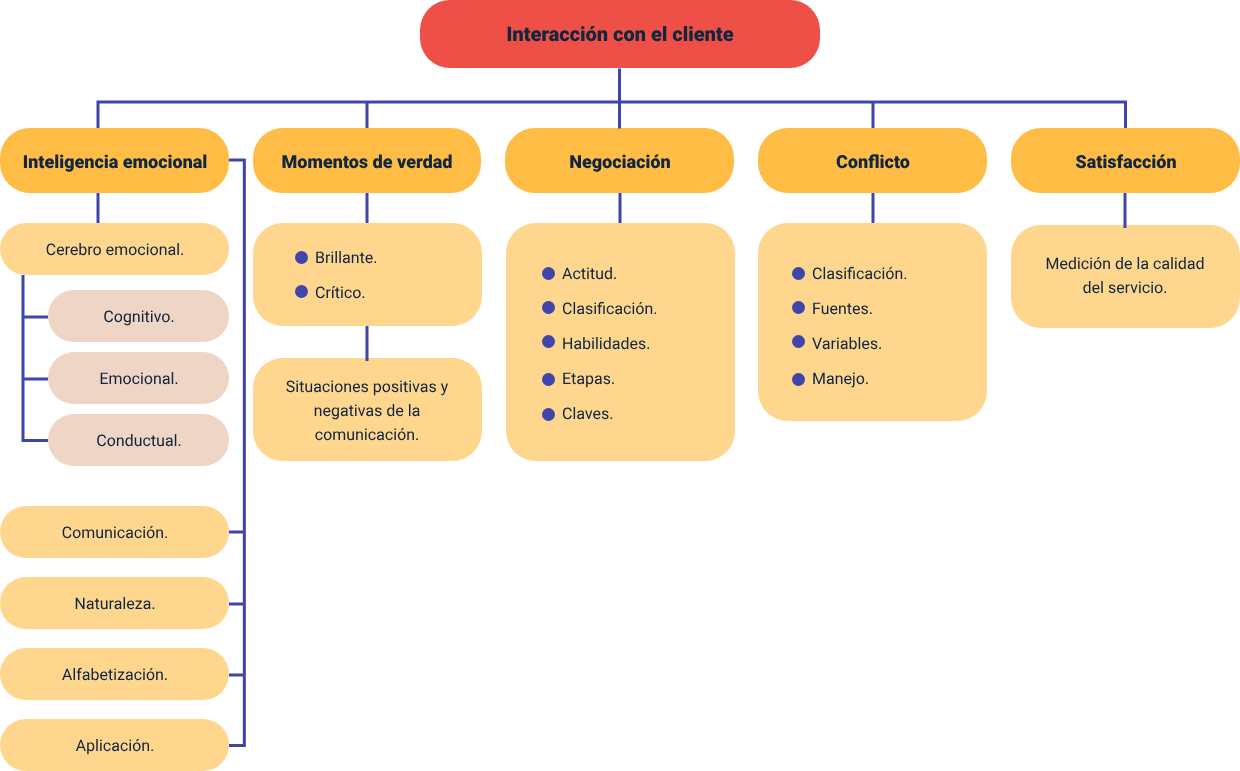 Interacción con el cliente
Inteligencia emocional
Cerebro emocional.
Cognitivo.
Emocional.
Conductual.
Comunicación.
Naturaleza.
Alfabetización.
Aplicación.
Momentos de verdad
Brillante.
Crítico.
Situaciones positivas y
negativas de la
comunicación.
Negociación
Actitud.
Clasificación.
Habilidades.
Etapas.
Claves.
Conflicto
Clasificación.
Fuentes.
Variables.
Manejo.
Satisfacción
Medición de la calidad
del servicio.